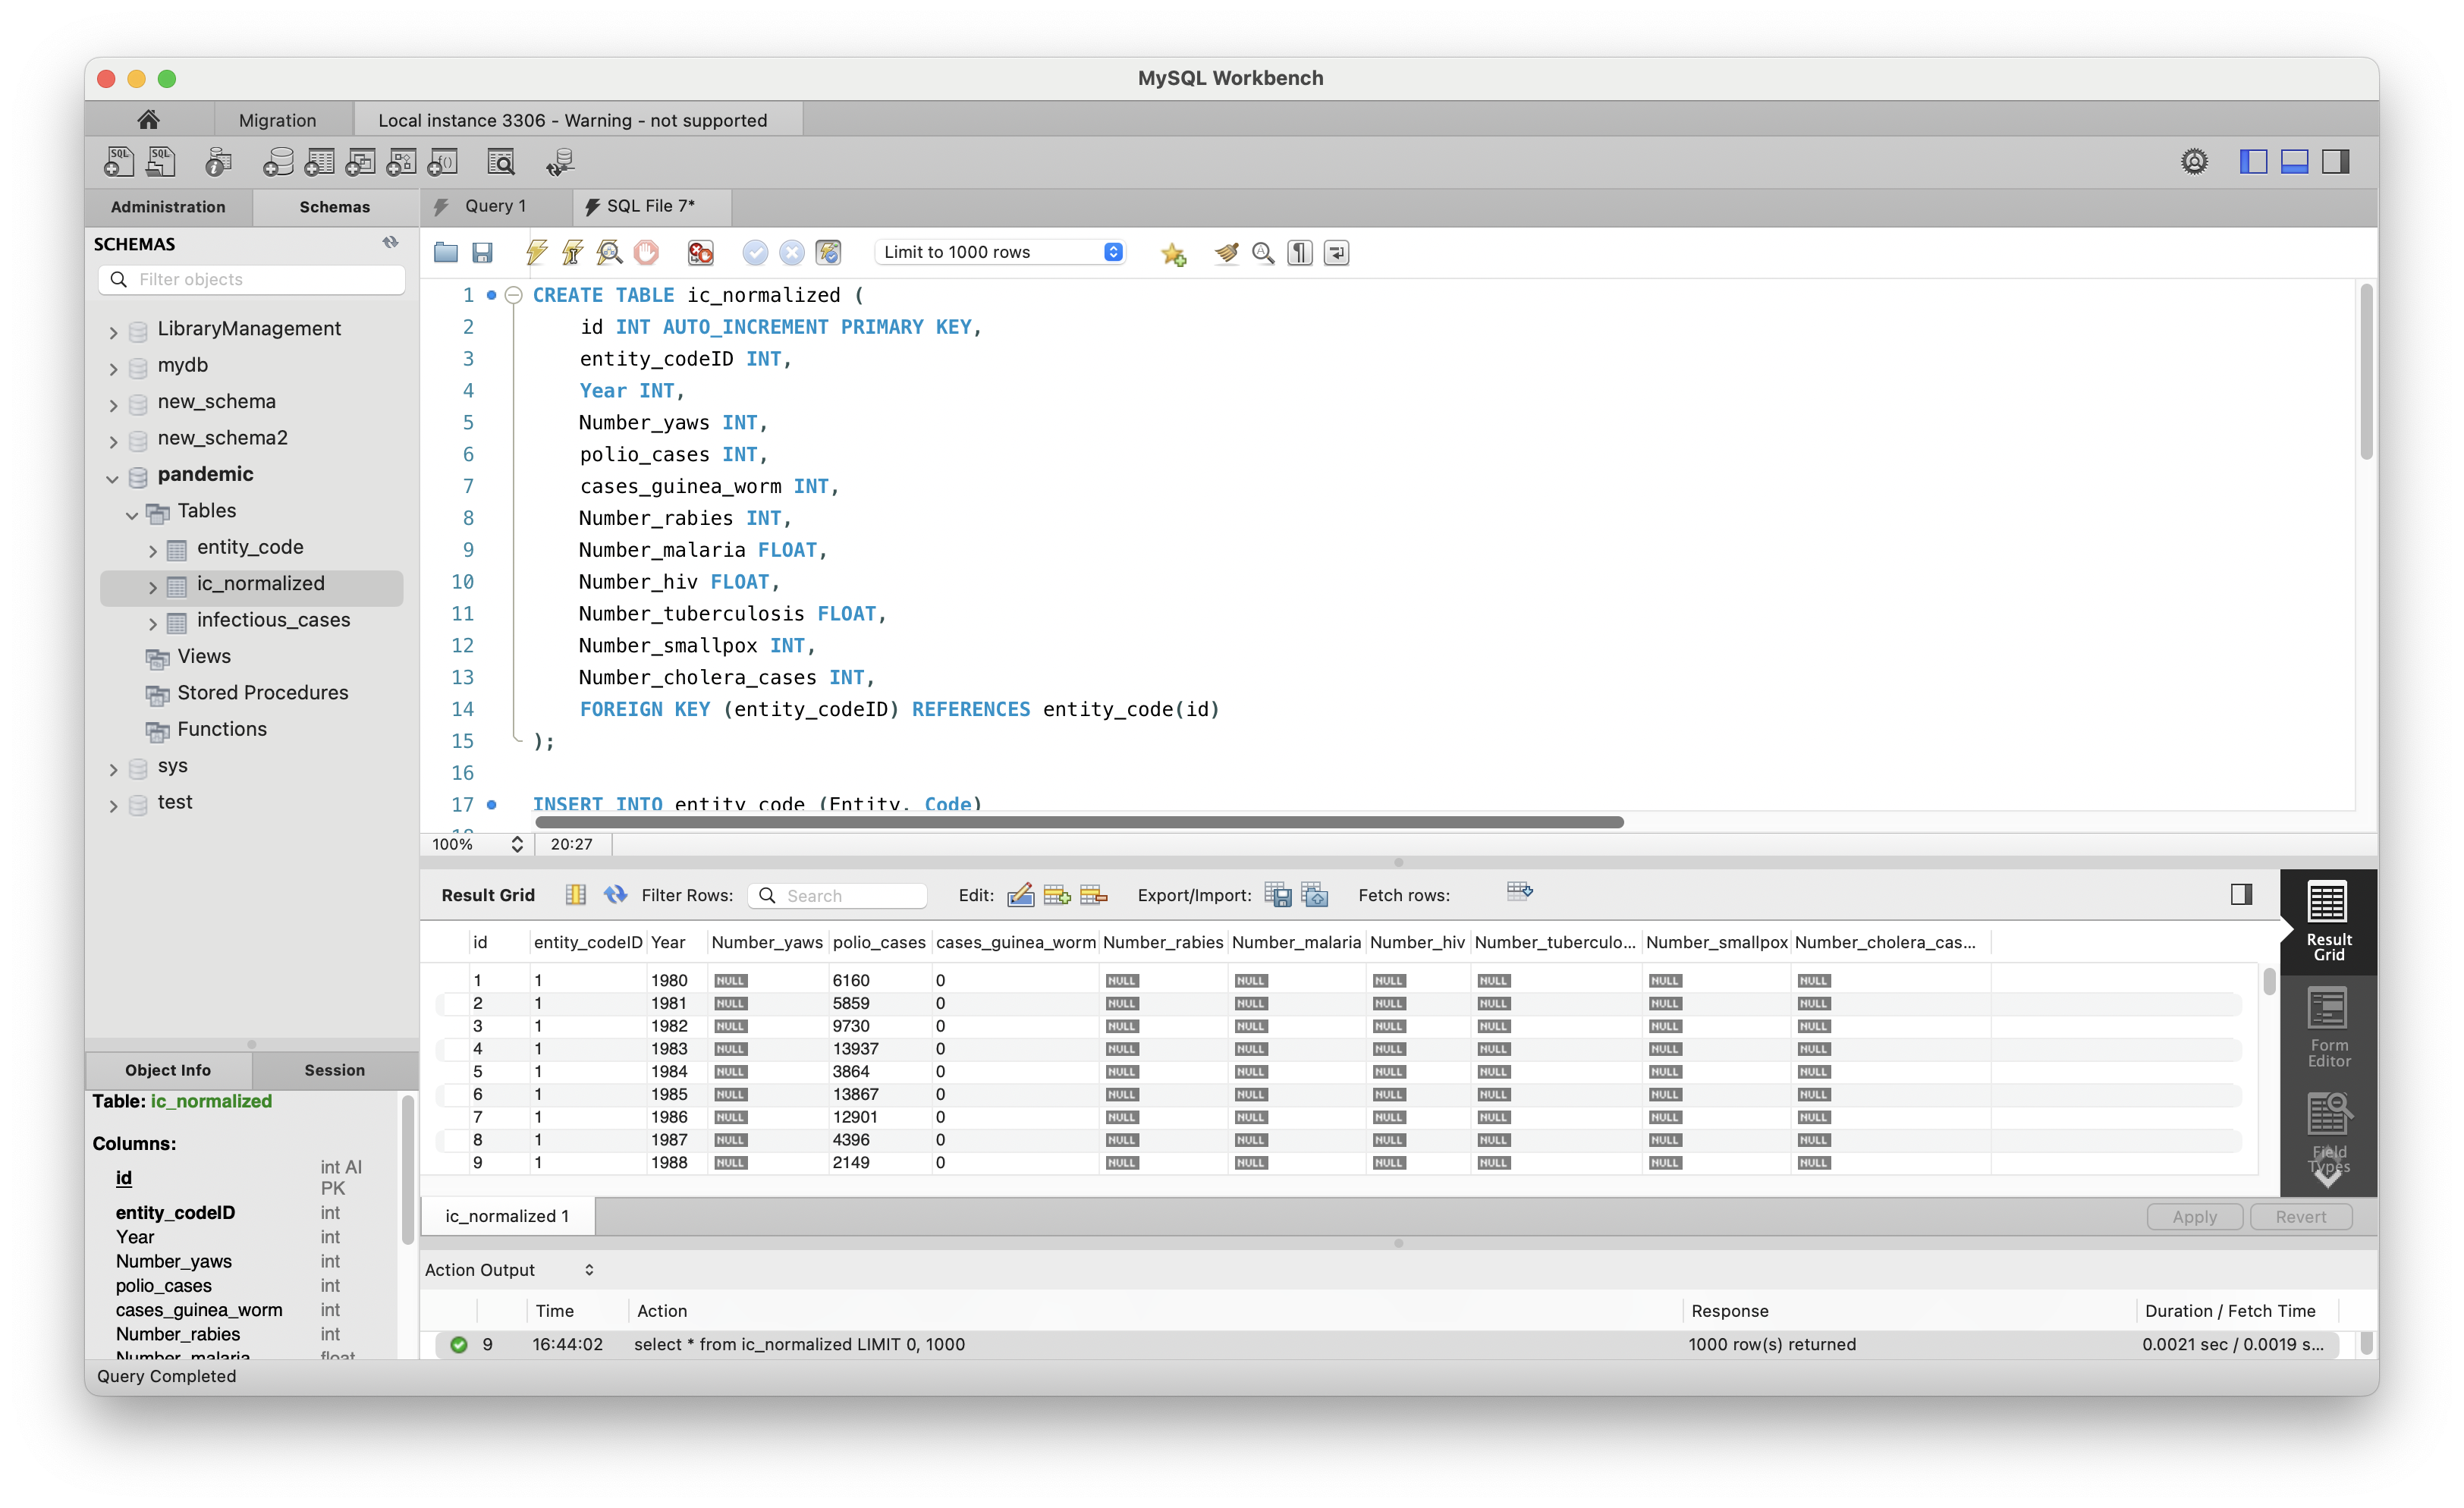 MySQL Workbench
Migration
Local instance 3306 - Warning - not supported
Administration
Schemas
Query 1
SQL File 7*
SCHEMAS
Filter objects
LibraryManagement
mydb
new_schema
new_schema2
pandemic
Tables
entity_code
ic_normalized
infectious_cases
Views
Stored Procedures
Functions
sys
test
Limit to 1000 rows
1 CREATE TABLE ic_normalized (
2 id INT AUTO_INCREMENT PRIMARY KEY,
3 entity_codeID INT,
4 Year INT,
5 Number_yaws INT,
6 polio_cases INT,
7 cases_guinea_worm INT,
8 Number_rabies INT,
9 Number_malaria FLOAT,
10 Number_hiv FLOAT,
11 Number_tuberculosis FLOAT,
12 Number_smallpox INT,
13 Number_cholera_cases INT,
14 FOREIGN KEY (entity_codeID) REFERENCES entity_code(id)
15 );
16
17 INSERT INTO entity_code (Entity, Code)
100% 20:27
Result Grid Filter Rows: Search Edit: Export/Import: Fetch rows:
id entity_codeID Year Number_yaws polio_cases cases_guinea_worm Number_rabies Number_malaria Number_hiv Number_tuberculo... Number_smallpox Number_cholera_cas...
1 1 1980 NULL 6160 0 NULL NULL NULL NULL NULL NULL
2 1 1981 NULL 5859 0 NULL NULL NULL NULL NULL NULL
3 1 1982 NULL 9730 0 NULL NULL NULL NULL NULL NULL
4 1 1983 NULL 13937 0 NULL NULL NULL NULL NULL NULL
5 1 1984 NULL 3864 0 NULL NULL NULL NULL NULL NULL
6 1 1985 NULL 13867 0 NULL NULL NULL NULL NULL NULL
7 1 1986 NULL 12901 0 NULL NULL NULL NULL NULL NULL
8 1 1987 NULL 4396 0 NULL NULL NULL NULL NULL NULL
9 1 1988 NULL 2149 0 NULL NULL NULL NULL NULL NULL
Result
Grid
Form
Editor
Field
Types
ic_normalized 1
Apply
Revert
Object Info
Session
Table: ic_normalized
Columns:
id int AI
PK
entity_codeID int
Year int
Number_yaws int
polio_cases int
cases_guinea_worm int
Number_rabies int
Number_malaria float
Action Output
Time Action Response Duration / Fetch Time
9 16:44:02 select * from ic_normalized LIMIT 0, 1000 1000 row(s) returned 0.0021 sec / 0.0019 s...
Query Completed